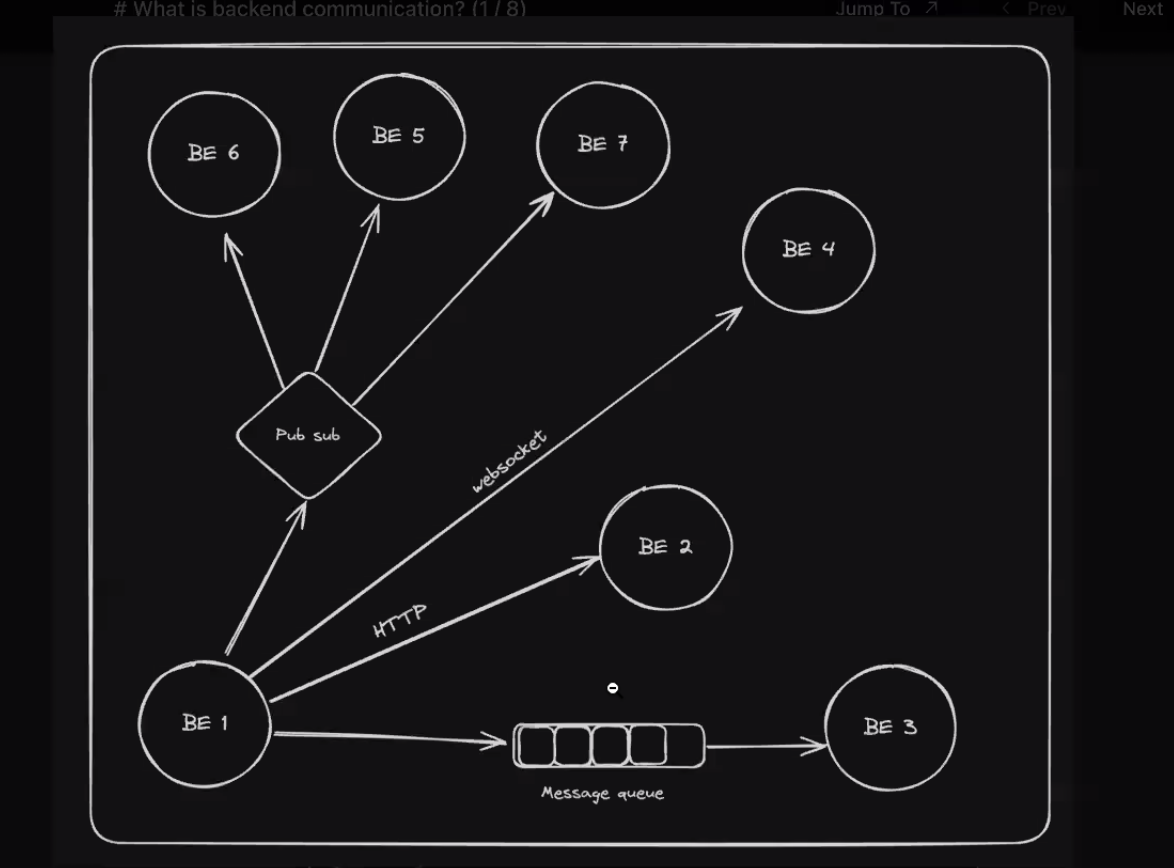 # What is backend communication? (1 / 8)
Jump To ↗
< Prev
Next
BE 6
BE 5
BE 7
BE 4
Pub sub
websocket
BE 2
HTTP
BE 1
BE 3
Message queue